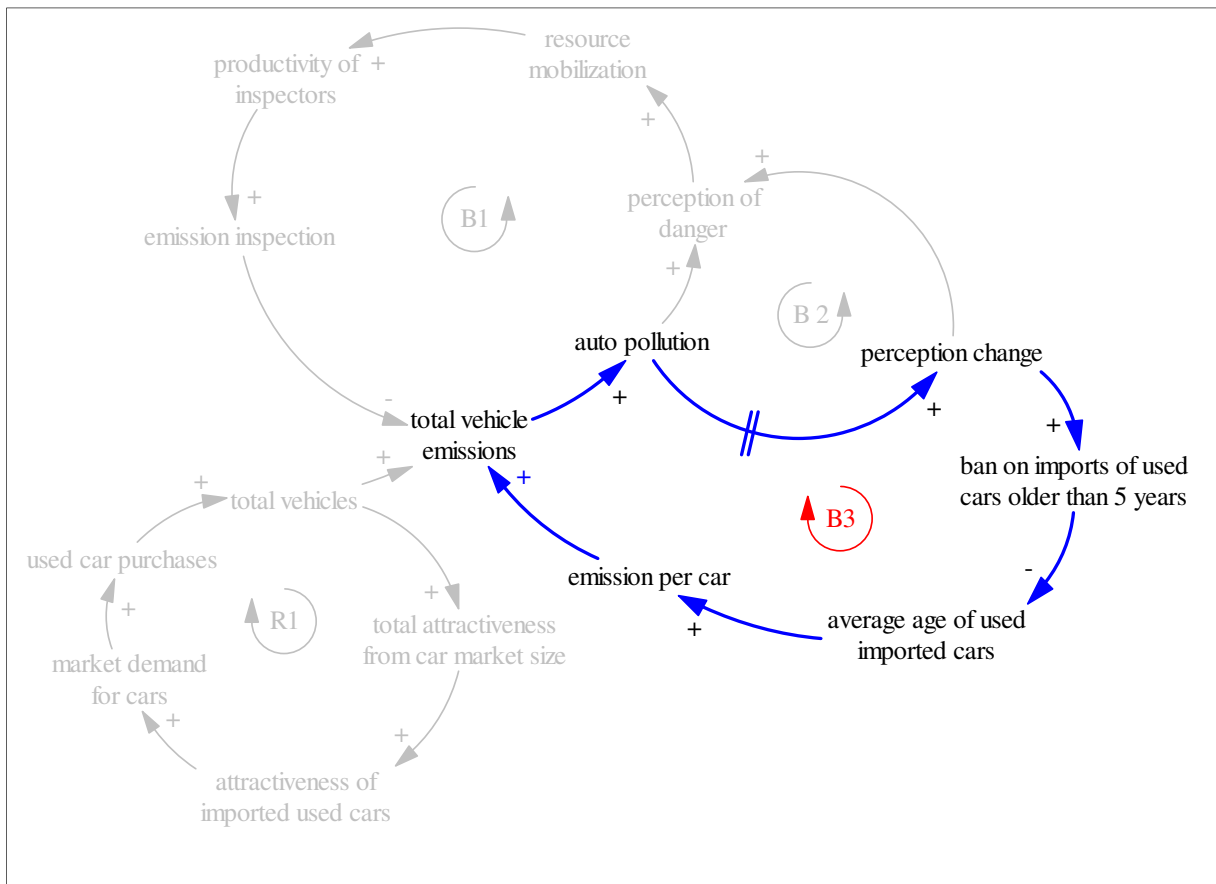 resource
mobilization
productivity of
inspectors
+
+
+
perception of
danger
+
emission inspection
B1
+
B 2
auto pollution
perception change
+
+
-
total vehicle
emissions
+
ban on imports of used
cars older than 5 years
+
+
+
total vehicles
B3
used car purchases
emission per car
-
+
R1
+
total attractiveness
from car market size
average age of used
imported cars
+
market demand
for cars
+
+
attractiveness of
imported used cars